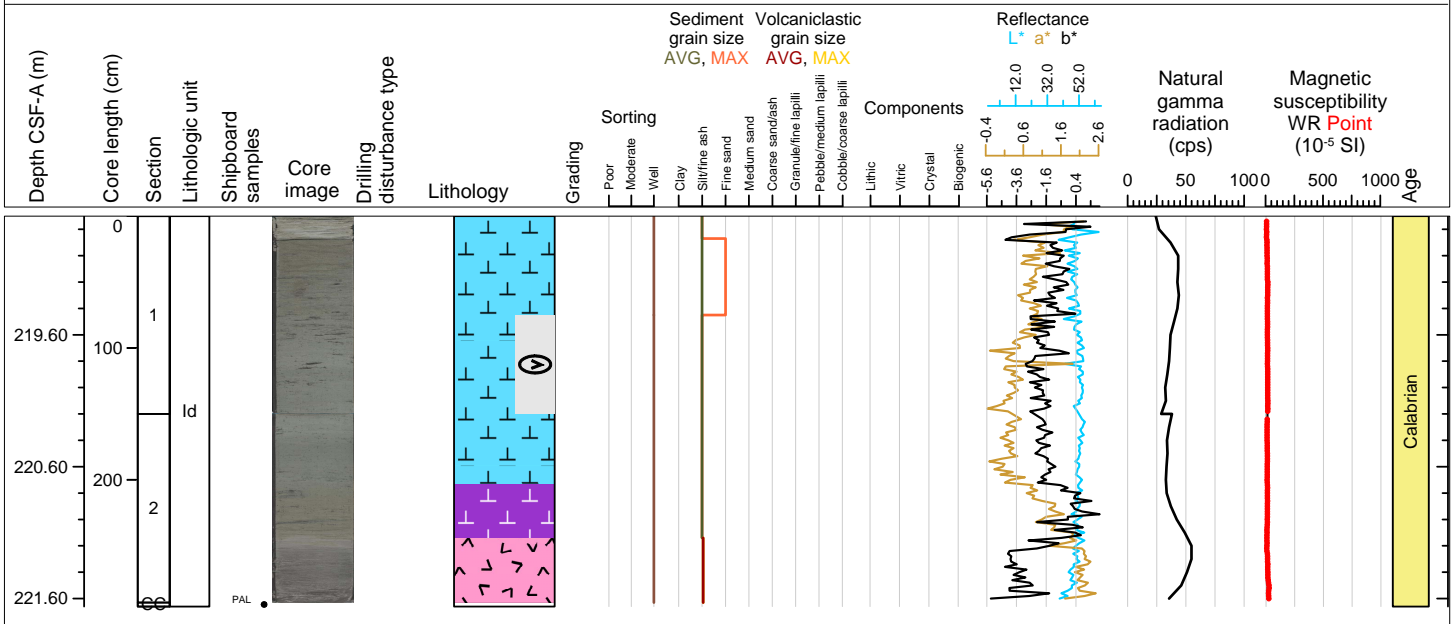 Depth CSF-A (m)
Core length (cm)
Section
Lithologic unit
Shipboard
samples
Core
image
Drilling
disturbance type
Lithology
Grading
Sorting
Poor
Moderate
Well
Sediment
grain size
AVG, MAX
Volcaniclastic
grain size
AVG, MAX
Clay
Silt/fine ash
Fine sand
Medium sand
Coarse sand/ash
Granule/fine lapilli
Pebble/medium lapilli
Cobble/coarse lapilli
Components
Lithic
Vitric
Crystal
Biogenic
Reflectance
L* a* b*
12.0 32.0 52.0
-0.4 0.6 1.6 2.6
-5.6 -3.6 -1.6 0.4
Natural
gamma
radiation
(cps)
0 50 100
Magnetic
susceptibility
WR Point
(10-5 SI)
0 500 1000
Age
0
1
219.60
100
Id
220.60
200
2
221.60
CC
PAL
Calabrian